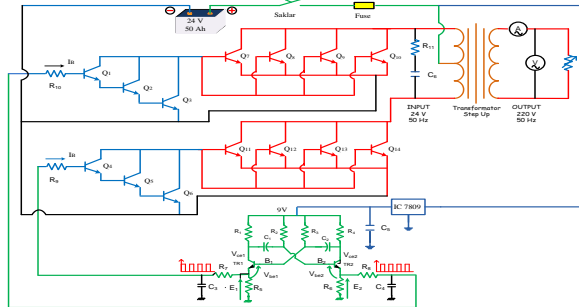 24 V
50 Ah
Saklar
Fuse
IB
R10
Q1
Q2
Q3
Q7
Q8
Q9
Q10
R11
C6
A
V
INPUT
24 V
50 Hz
Transformator
Step Up
OUTPUT
220 V
50 Hz
IB
R9
Q4
Q5
Q6
Q11
Q12
Q13
Q14
9V
IC 7809
R1
R2
R3
R4
C1
C2
C5
Vce1
TR1
B1
B2
Vce2
TR2
R7
C3
E1
R5
Vbe1
Vbe2
R6
E2
R8
C4